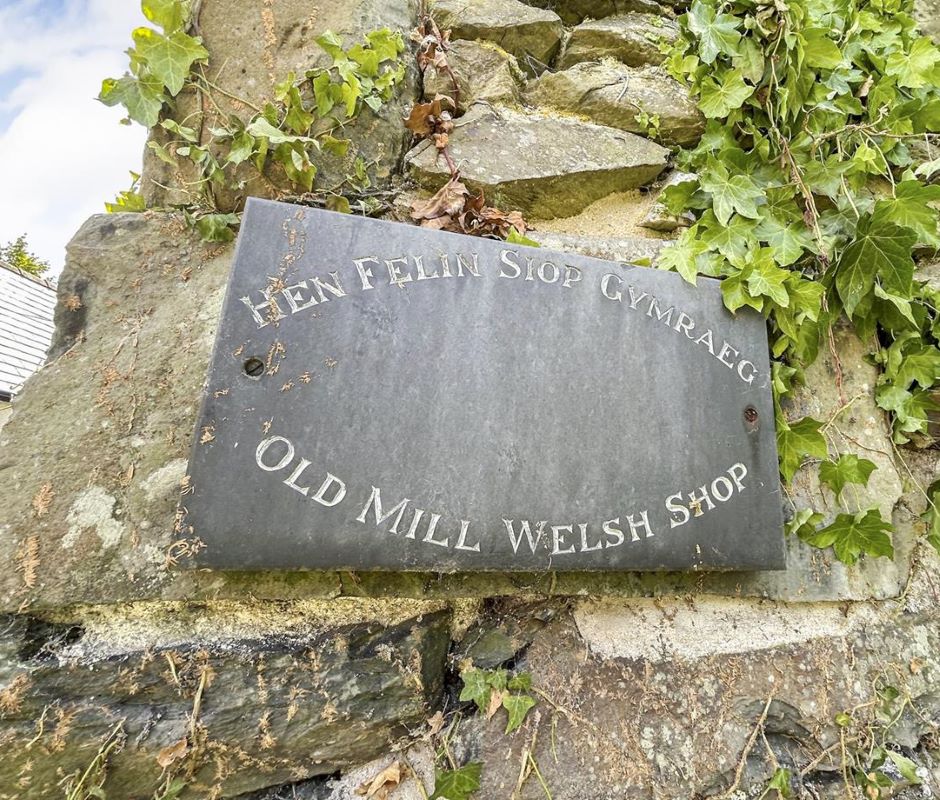 HEN FELIN SIOP GYMRAEG
OLD MILL WELSH SHOP